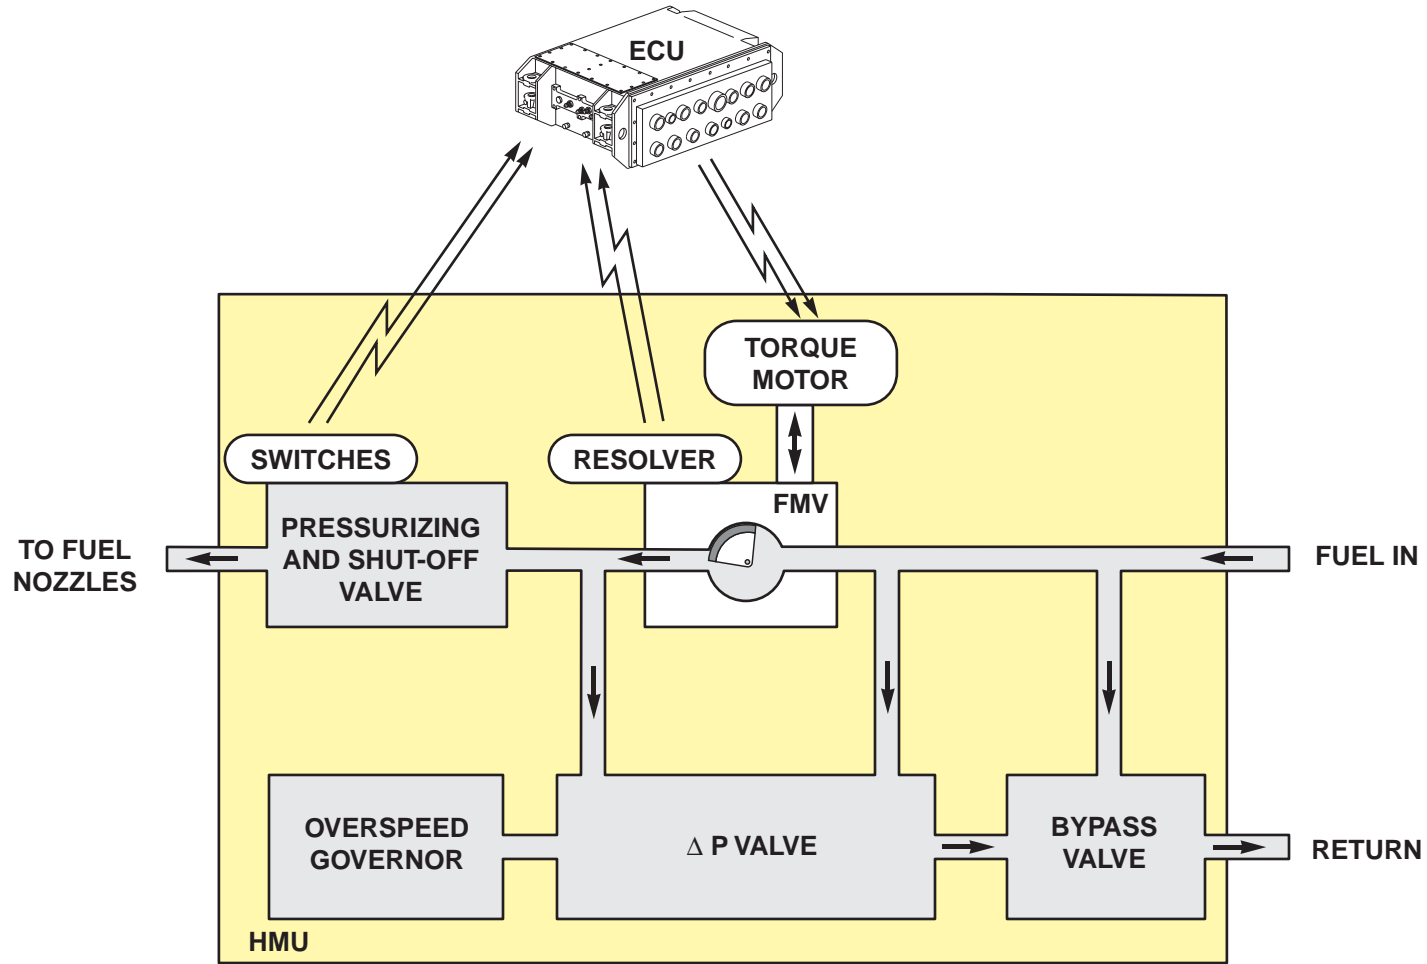 ECU
TORQUE
MOTOR
SWITCHES
RESOLVER
FMV
PRESSURIZING
AND SHUT-OFF
VALVE
TO FUEL
NOZZLES
FUEL IN
OVERSPEED
GOVERNOR
Δ P VALVE
BYPASS
VALVE
RETURN
HMU